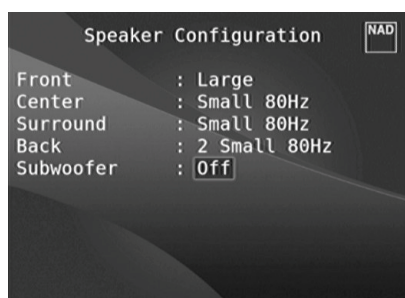 Speaker Configuration
NAD
Front : Large
Center : Small 80Hz
Surround : Small 80Hz
Back : 2 Small 80Hz
Subwoofer : Off